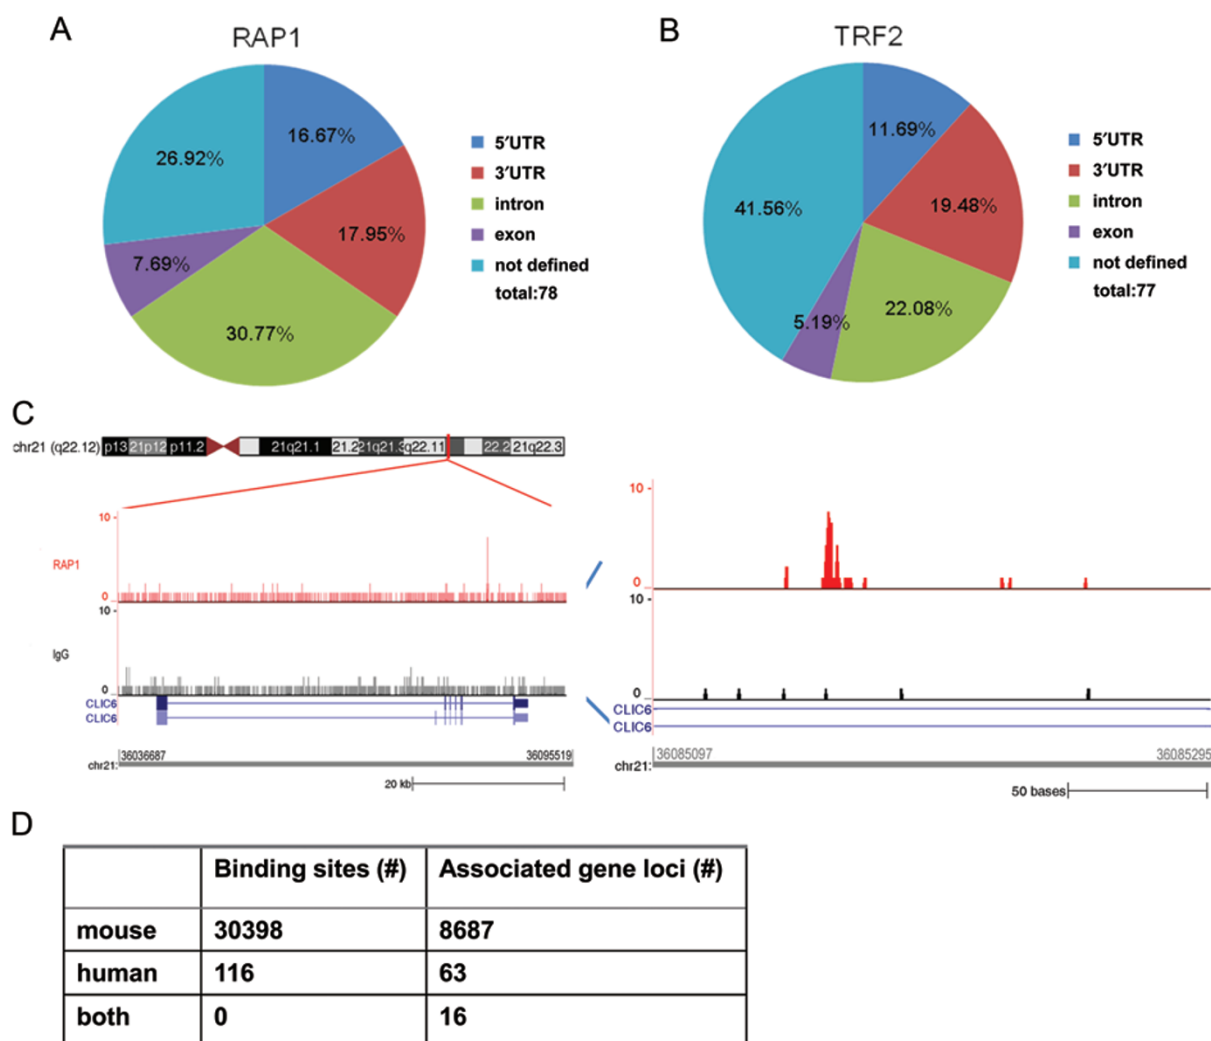 A
RAP1
16.67%
17.95%
30.77%
7.69%
26.92%
5′UTR
3′UTR
intron
exon
not defined
total:78
B
TRF2
11.69%
19.48%
22.08%
5.19%
41.56%
5′UTR
3′UTR
intron
exon
not defined
total:77
C
chr21 (q22.12)
p13 21p12 p11.2 21q21.1 21.2 21q21.3 q22.11 22.2 21q22.3
10
RAP1
0
10
IgG
0
CLIC6
CLIC6
36036687 36095519
chr21:
20 kb
10
0
10
0
CLIC6
CLIC6
36085097 36085295
chr21:
50 bases
D
Binding sites (#) Associated gene loci (#)
mouse 30398 8687
human 116 63
both 0 16